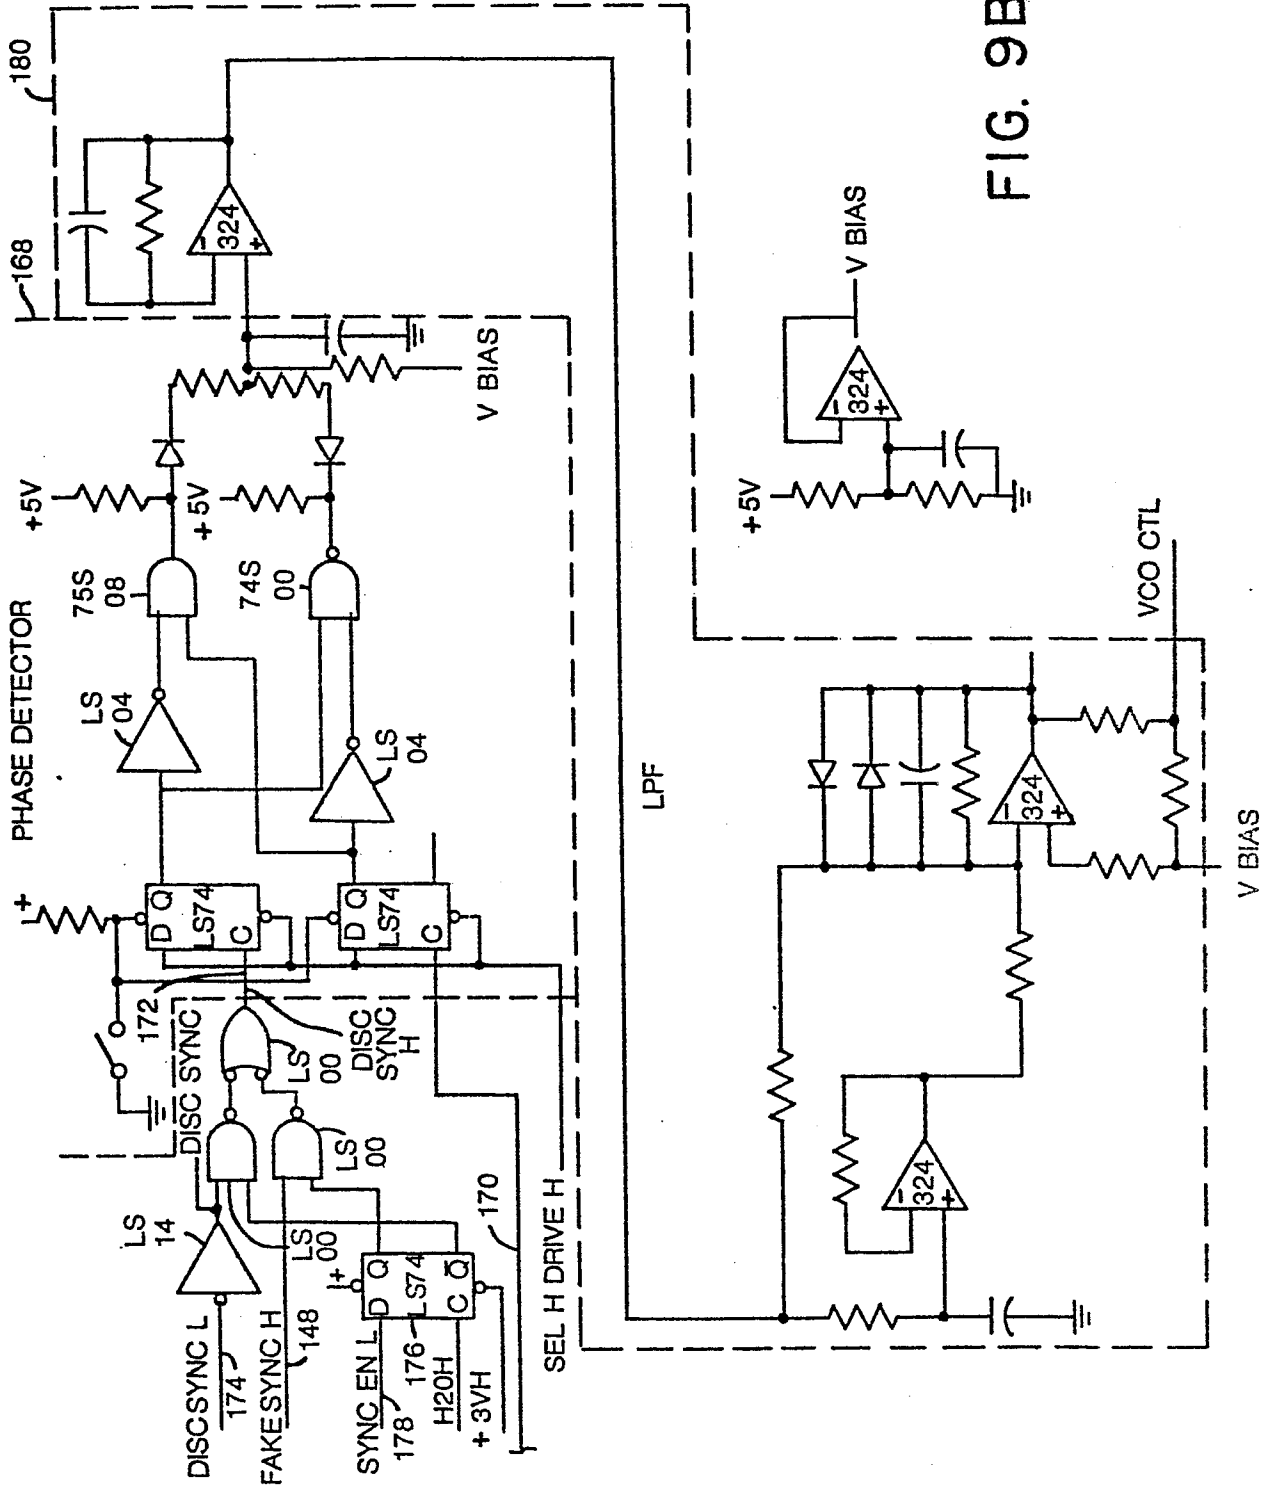 FIG. 9B
180
168
PHASE DETECTOR
+5V
+5V
75S
08
74S
00
LS
04
LS
04
V BIAS
324
+
D Q
LS74
C
D Q
LS74
C
172
DISC SYNC
LS
00
DISC
SYNC
H
LS
14
LS
00
LS
00
DISC SYNC L
174
FAKE SYNC H
148
SYNC EN L
178
176
H20H
+3VH
D Q
LS74
C Q̅
+
170
SEL H DRIVE H
LPF
+5V
324
V BIAS
324
324
VCO CTL
V BIAS